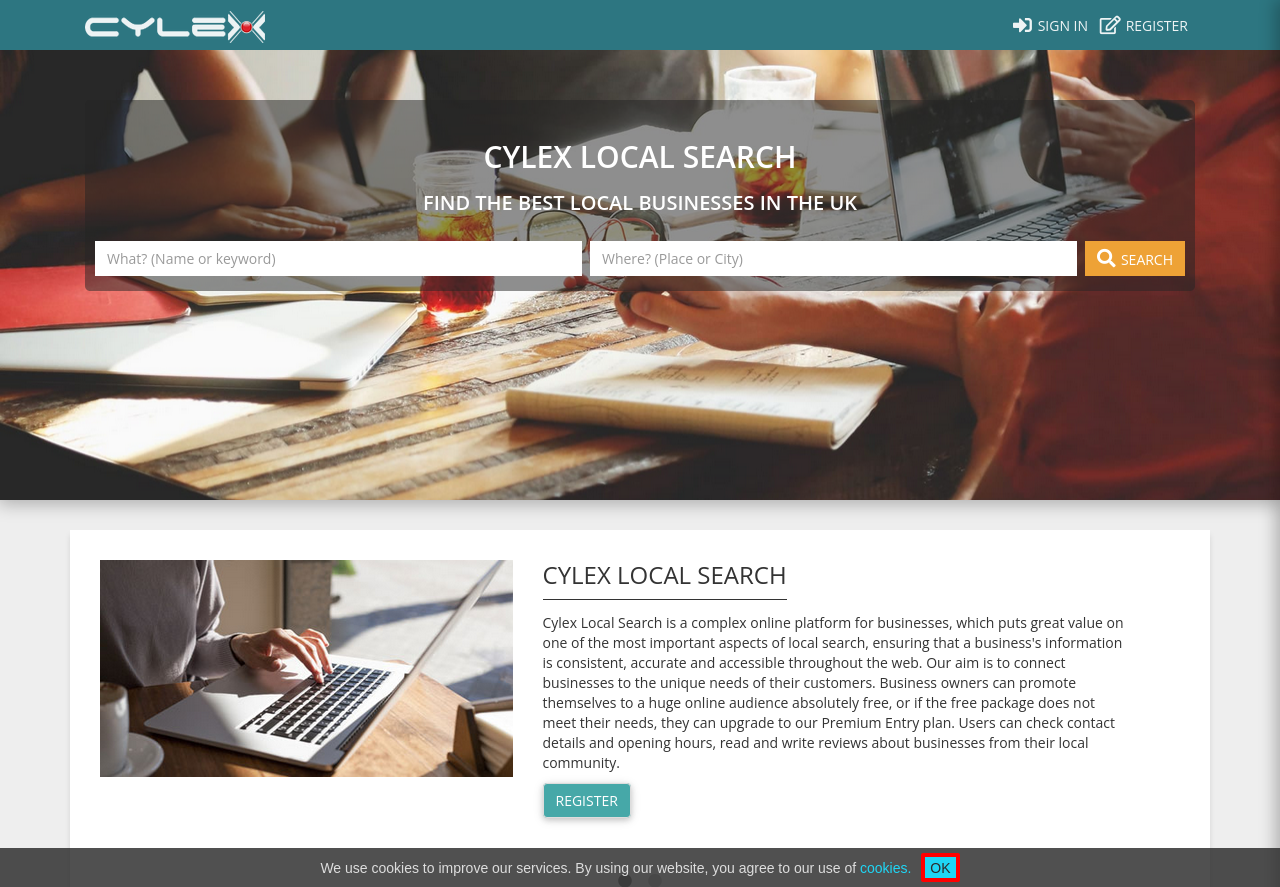 CYLEX
SIGN IN
REGISTER
CYLEX LOCAL SEARCH
FIND THE BEST LOCAL BUSINESSES IN THE UK
What? (Name or keyword)
Where? (Place or City)
SEARCH
CYLEX LOCAL SEARCH
Cylex Local Search is a complex online platform for businesses, which puts great value on
one of the most important aspects of local search, ensuring that a business's information
is consistent, accurate and accessible throughout the web. Our aim is to connect
businesses to the unique needs of their customers. Business owners can promote
themselves to a huge online audience absolutely free, or if the free package does not
meet their needs, they can upgrade to our Premium Entry plan. Users can check contact
details and opening hours, read and write reviews about businesses from their local
community.
REGISTER
We use cookies to improve our services. By using our website, you agree to our use of cookies. OK